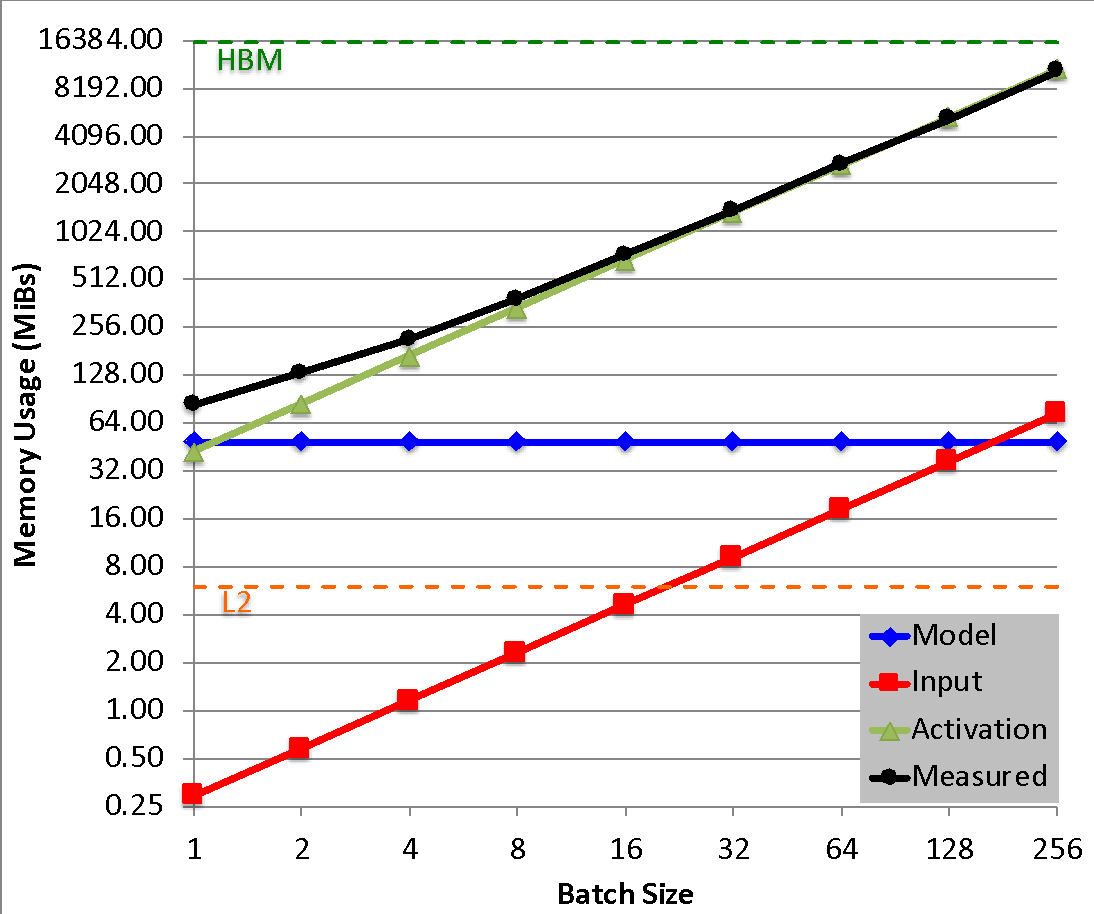 16384.00
HBM
8192.00
4096.00
2048.00
1024.00
512.00
256.00
128.00
64.00
32.00
16.00
8.00
L2
4.00
2.00
1.00
0.50
0.25
Memory Usage (MiBs)
Model
Input
Activation
Measured
1 2 4 8 16 32 64 128 256
Batch Size